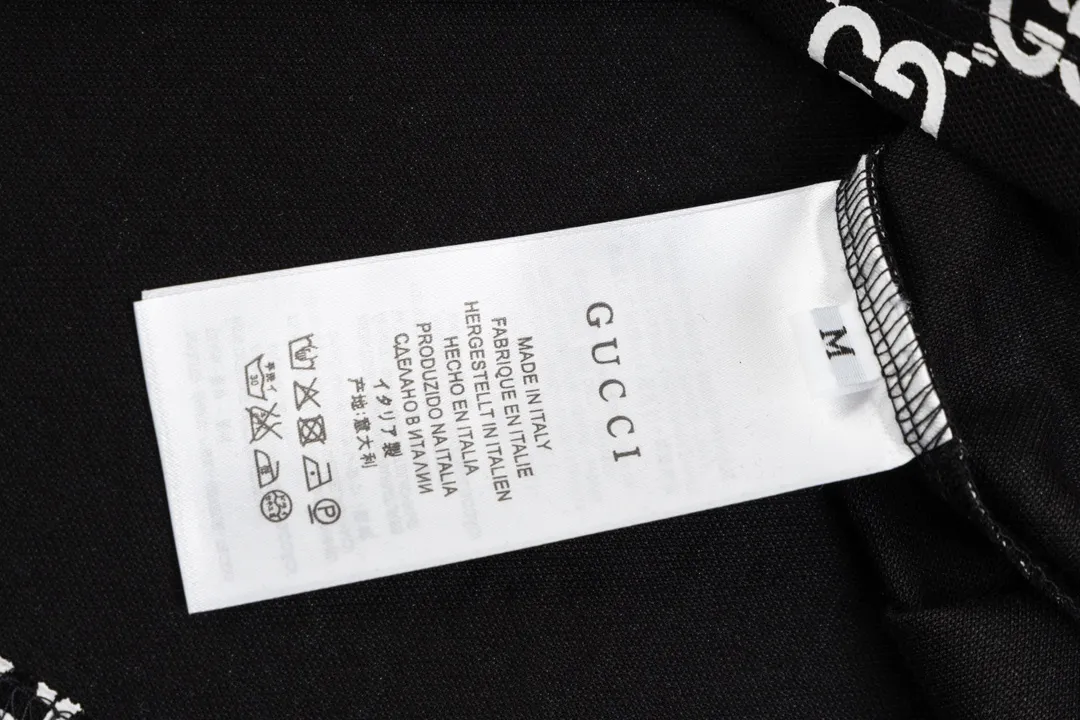 M
GUCCI
MADE IN ITALY
FABRIQUE EN ITALIE
HERGESTELLT IN ITALIEN
HECHO EN ITALIA
PRODUZIDO NA ITALIA
СДЕЛАНО В ИТАЛИИ
イタリア製
产地:意大利
P
30